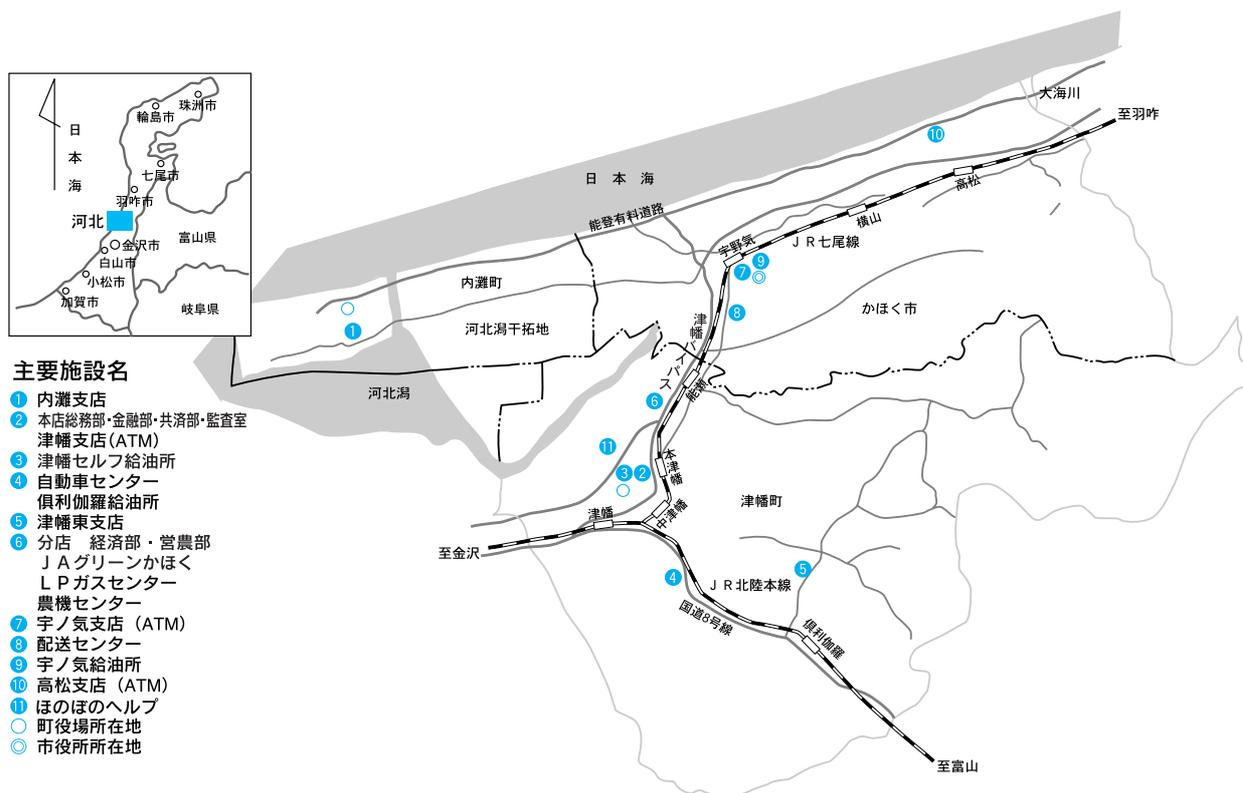 輪島市
珠洲市
日本海
七尾市
羽咋市
河北
金沢市
富山県
白山市
小松市
加賀市
岐阜県
主要施設名
1 内灘支店
2 本店総務部・金融部・共済部・監査室
津幡支店(ATM)
3 津幡セルフ給油所
4 自動車センター
倶利伽羅給油所
5 津幡東支店
6 分店　経済部・営農部
ＪＡグリーンかほく
ＬＰガスセンター
農機センター
7 宇ノ気支店（ATM）
8 配送センター
9 宇ノ気給油所
10 高松支店（ATM）
11 ほのぼのヘルプ
町役場所在地
市役所所在地
大海川
至羽咋
10
日　本　海
高松
能登有料道路
横山
宇野気
ＪＲ七尾線
9
7
内灘町
8
かほく市
1
河北潟干拓地
津幡バイパス
河北潟
能瀬
6
11
本津幡
3
2
津幡町
中津幡
津幡
至金沢
4
ＪＲ北陸本線
5
国道8号線
倶利伽羅
至富山